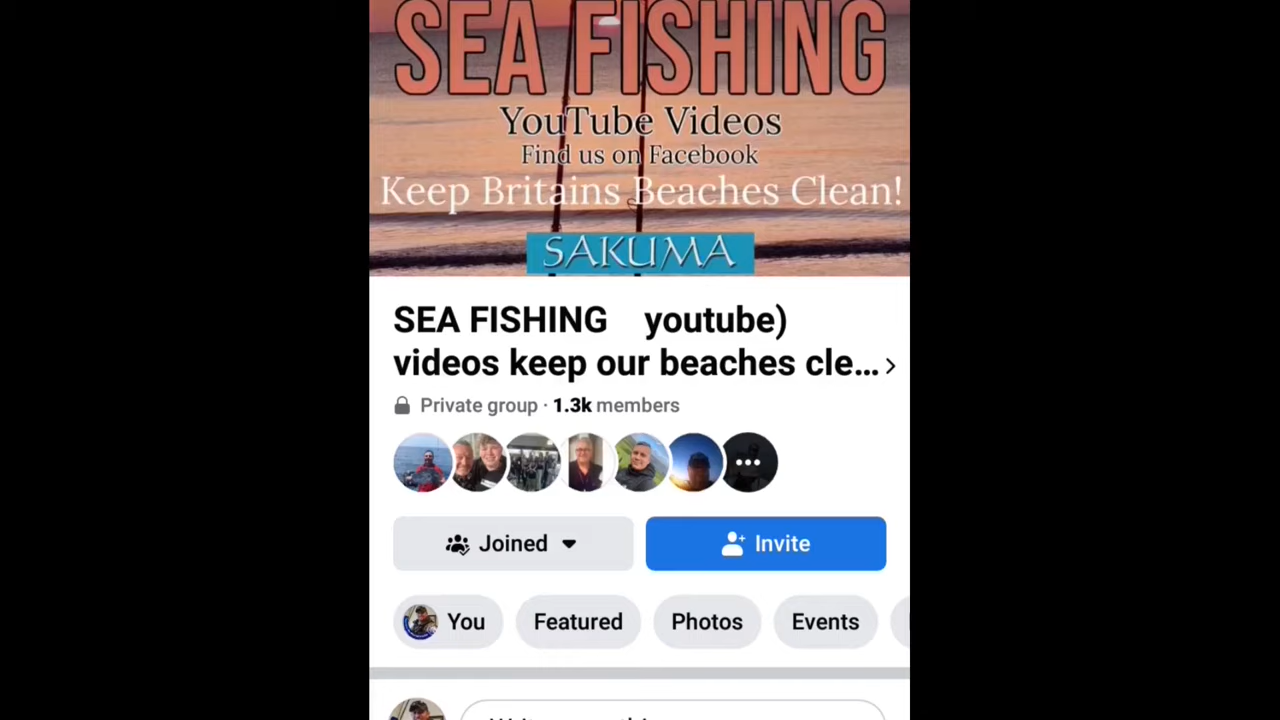 SEA FISHING
YouTube Videos
Find us on Facebook
Keep Britains Beaches Clean!
SAKUMA
SEA FISHING youtube)
videos keep our beaches cle...
Private group · 1.3k members
Joined
Invite
You
Featured
Photos
Events